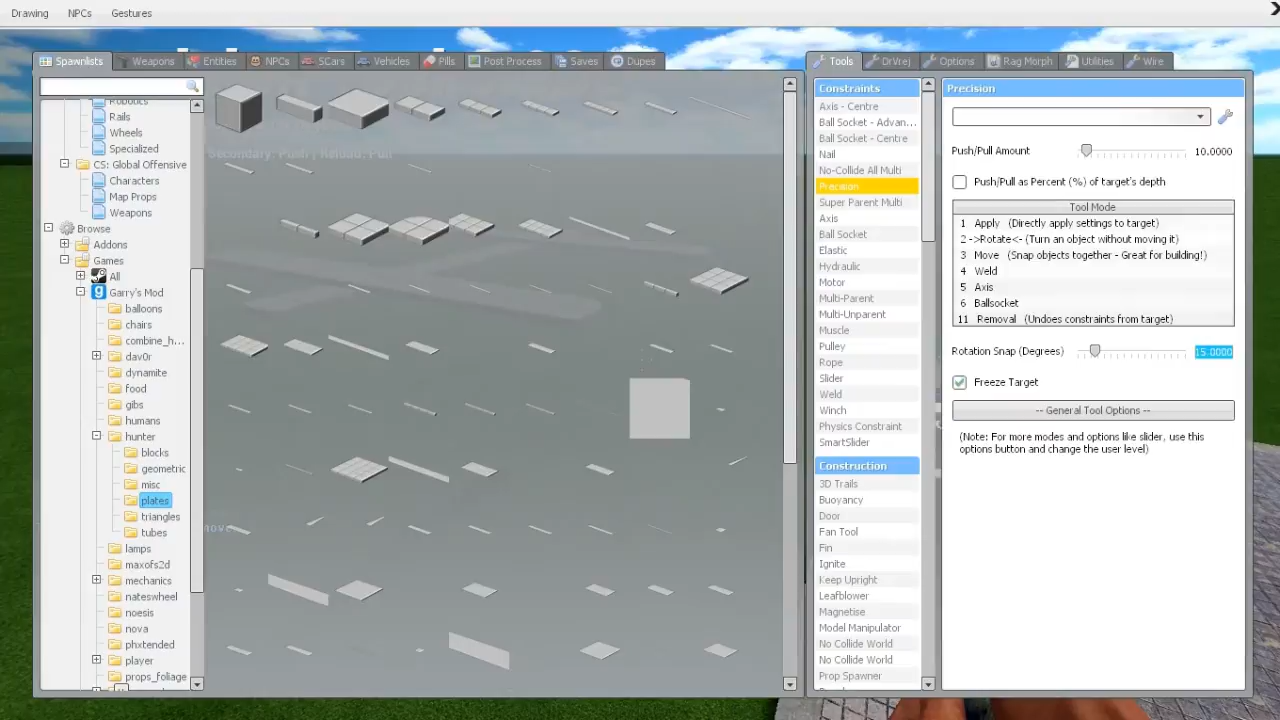 Drawing NPCs Gestures
Spawnlists Weapons Entities NPCs SCars Vehicles Pills Post Process Saves Dupes
Robotics
Rails
Wheels
Specialized
CS: Global Offensive
Characters
Map Props
Weapons
Browse
Addons
Games
All
Garry's Mod
balloons
chairs
combine_h...
dav0r
dynamite
food
gibs
humans
hunter
blocks
geometric
misc
plates
triangles
tubes
lamps
maxofs2d
mechanics
nateswheel
noesis
nova
phxtended
player
props_foliage
Secondary: Push , Reload: Pull
move
Tools DrVrej Options Rag Morph Utilities Wire
Constraints
Axis - Centre
Ball Socket - Advan...
Ball Socket - Centre
Nail
No-Collide All Multi
Precision
Super Parent Multi
Axis
Ball Socket
Elastic
Hydraulic
Motor
Multi-Parent
Multi-Unparent
Muscle
Pulley
Rope
Slider
Weld
Winch
Physics Constraint
SmartSlider
Construction
3D Trails
Buoyancy
Door
Fan Tool
Fin
Ignite
Keep Upright
Leafblower
Magnetise
Model Manipulator
No Collide World
No Collide World
Prop Spawner
Precision
Push/Pull Amount 10.0000
Push/Pull as Percent (%) of target's depth
Tool Mode
1 Apply (Directly apply settings to target)
2 ->Rotate<- (Turn an object without moving it)
3 Move (Snap objects together - Great for building!)
4 Weld
5 Axis
6 Ballsocket
11 Removal (Undoes constraints from target)
Rotation Snap (Degrees) 15.0000
Freeze Target
-- General Tool Options --
(Note: For more modes and options like slider, use this
options button and change the user level)